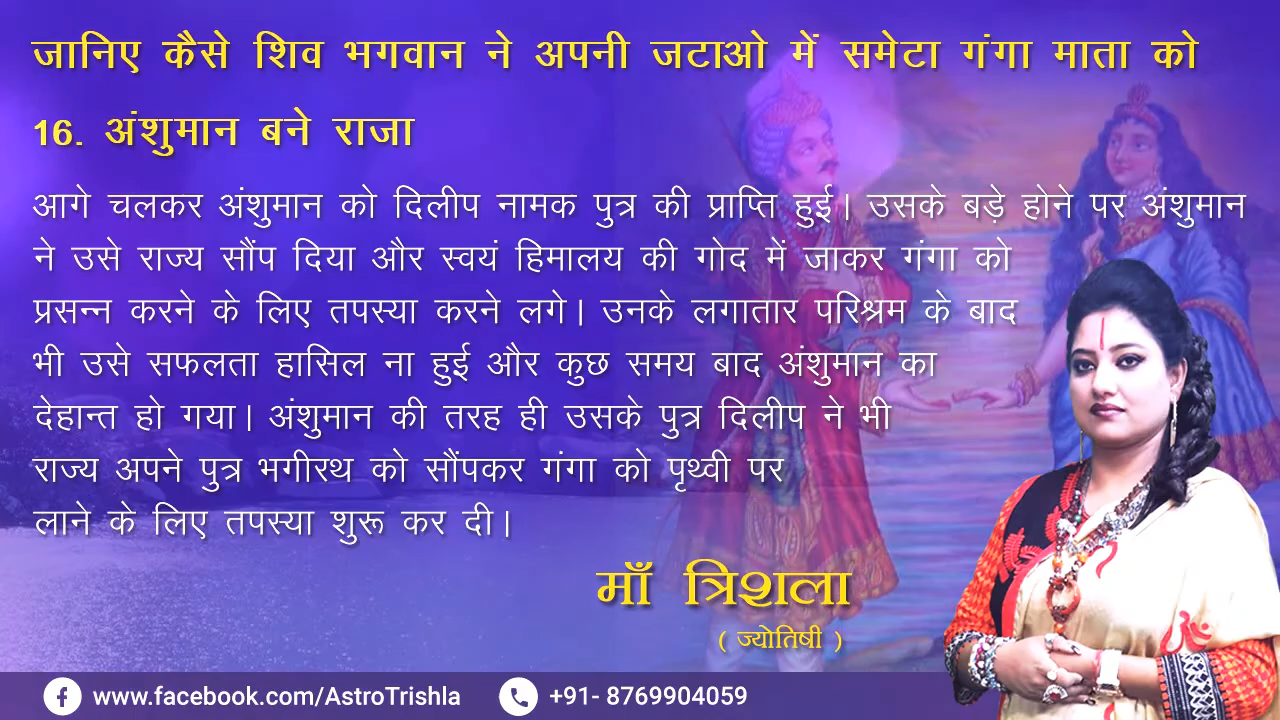 जानिए कैसे शिव भगवान ने अपनी जटाओ में समेटा गंगा माता को
16. अंशुमान बने राजा
आगे चलकर अंशुमान को दिलीप नामक पुत्र की प्राप्ति हुई। उसके बड़े होने पर अंशुमान
ने उसे राज्य सौंप दिया और स्वयं हिमालय की गोद में जाकर गंगा को
प्रसन्न करने के लिए तपस्या करने लगे। उनके लगातार परिश्रम के बाद
भी उसे सफलता हासिल ना हुई और कुछ समय बाद अंशुमान का
देहान्त हो गया। अंशुमान की तरह ही उसके पुत्र दिलीप ने भी
राज्य अपने पुत्र भगीरथ को सौंपकर गंगा को पृथ्वी पर
लाने के लिए तपस्या शुरू कर दी।
माँ त्रिशला
( ज्योतिषी )
www.facebook.com/AstroTrishla +91- 8769904059